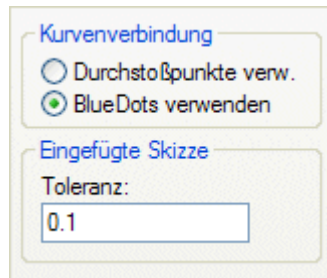 Kurvenverbindung
Durchstoßpunkte verw.
BlueDots verwenden
Eingefügte Skizze
Toleranz:
0.1